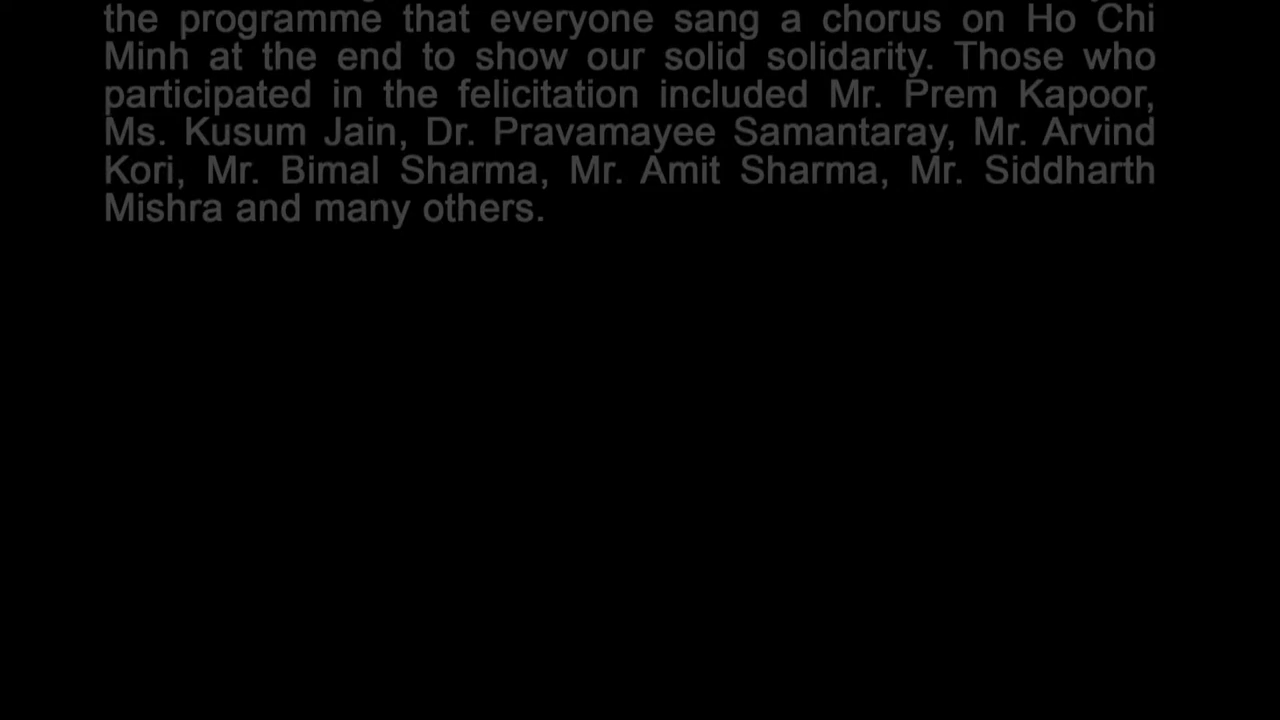 the programme that everyone sang a chorus on Ho Chi
Minh at the end to show our solid solidarity. Those who
participated in the felicitation included Mr. Prem Kapoor,
Ms. Kusum Jain, Dr. Pravamayee Samantaray, Mr. Arvind
Kori, Mr. Bimal Sharma, Mr. Amit Sharma, Mr. Siddharth
Mishra and many others.